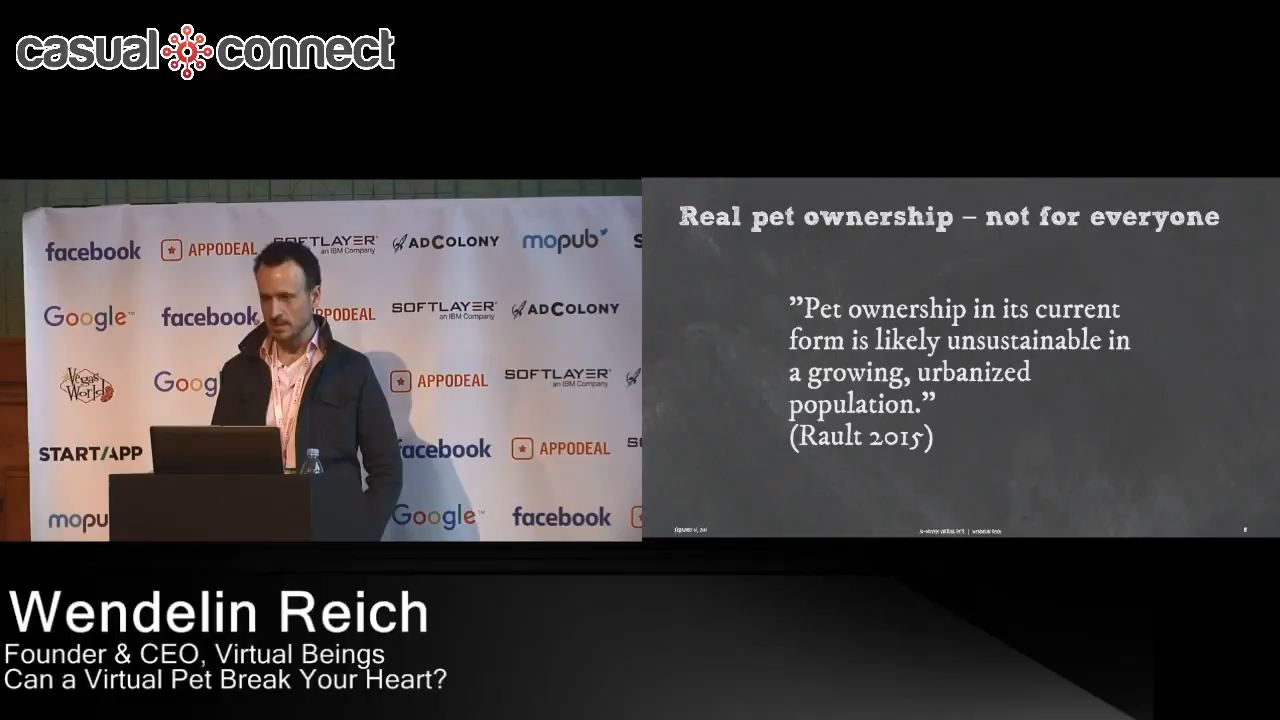 casual connect
facebook
APPODEAL
SOFTLAYER
an IBM Company
ADCOLONY
mopub
Google
facebook
APPODEAL
SOFTLAYER
an IBM Company
ADCOLONY
Vegas
World
Goog
APPODEAL
SOFTLAYER
an IBM Company
START/APP
facebook
APPODEAL
mopu
Google
facebook
Real pet ownership – not for everyone
"Pet ownership in its current
form is likely unsustainable in
a growing, urbanized
population."
(Rault 2015)
Wendelin Reich
Founder & CEO, Virtual Beings
Can a Virtual Pet Break Your Heart?